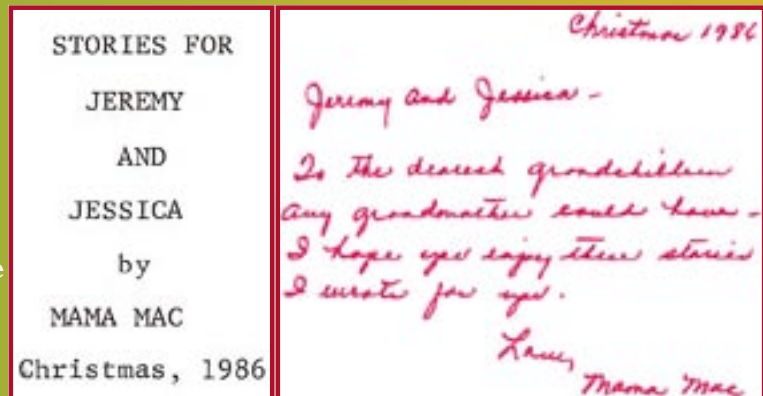 STORIES FOR
JEREMY
AND
JESSICA
by
MAMA MAC
Christmas, 1986
Christmas 1986
Jeremy and Jessica -
To the dearest grandchildren
any grandmother could have -
I hope you enjoy these stories
I wrote for you.
Love,
Mama Mac